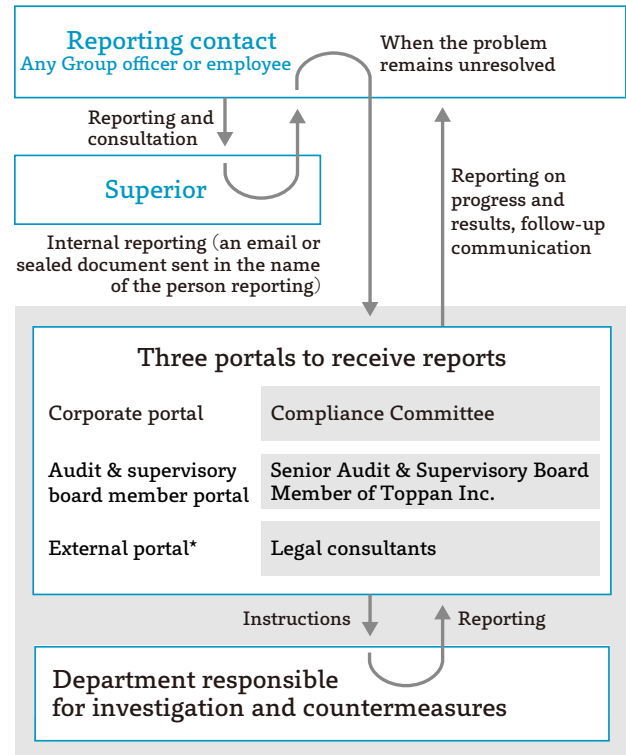 Reporting contact
Any Group officer or employee
When the problem
remains unresolved
Reporting and
consultation
Superior
Reporting on
progress and
results, follow-up
communication
Internal reporting (an email or
sealed document sent in the name
of the person reporting)
Three portals to receive reports
Corporate portal
Compliance Committee
Audit & supervisory
board member portal
Senior Audit & Supervisory Board
Member of Toppan Inc.
External portal*
Legal consultants
Instructions
Reporting
Department responsible
for investigation and countermeasures